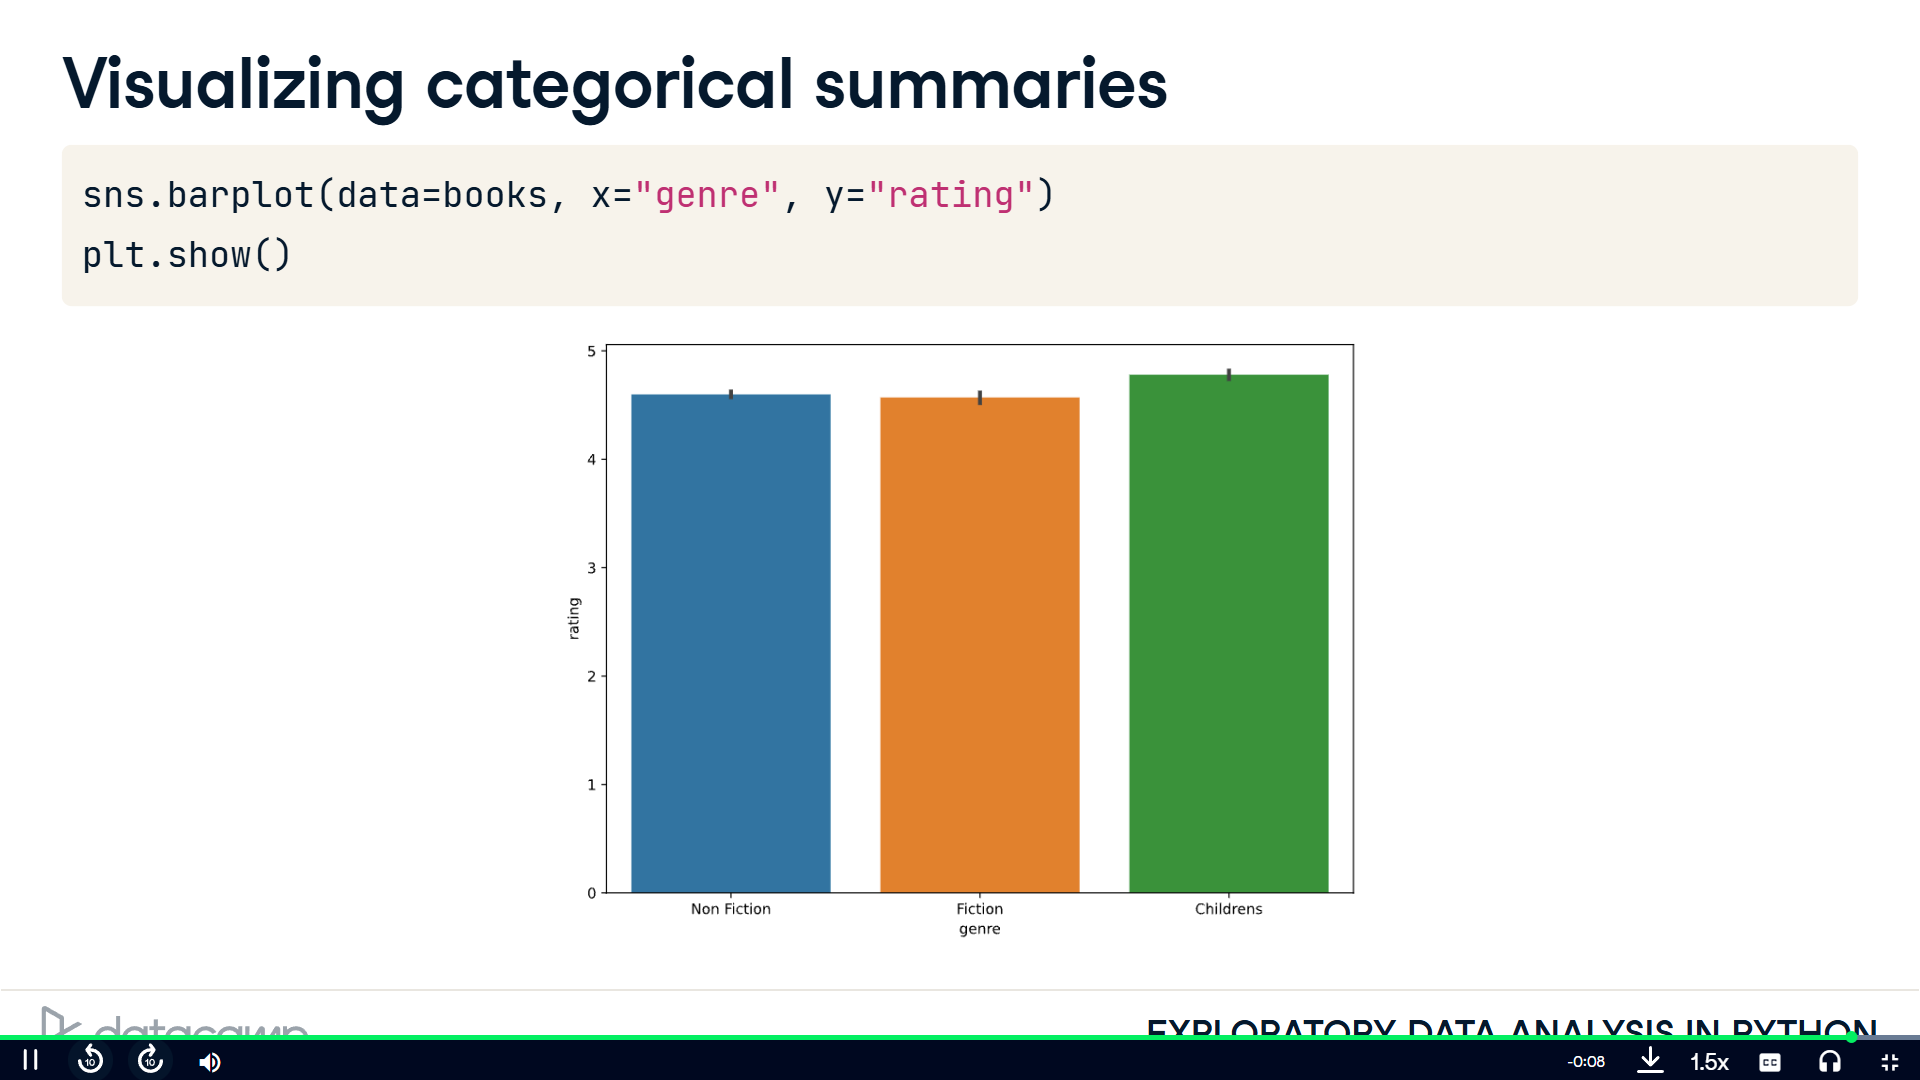 Visualizing categorical summaries
sns.barplot(data=books, x="genre", y="rating")
plt.show()
5
4
3
2
1
0
rating
Non Fiction Fiction Childrens
genre
datacamp
EXPLORATORY DATA ANALYSIS IN PYTHON
10 10 -0:08 1.5x CC